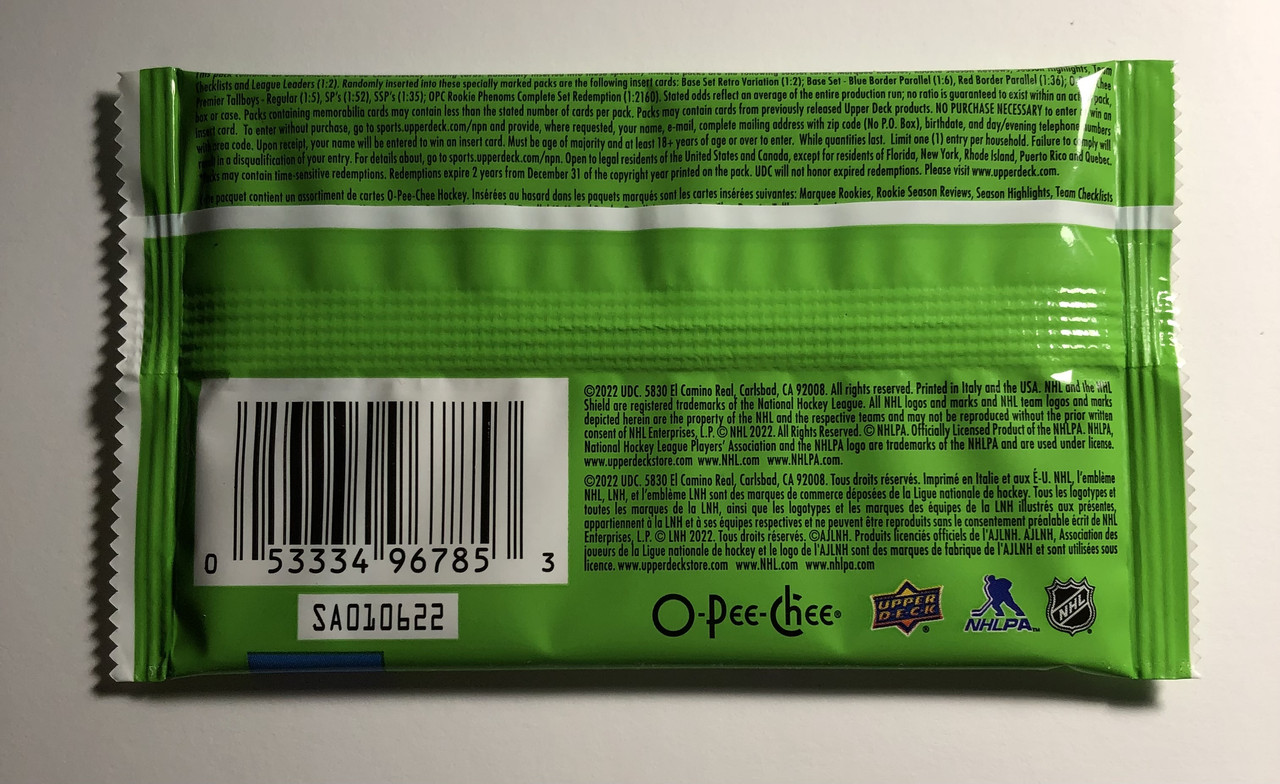 Checklists and League Leaders (1:2). Randomly inserted into these specially marked packs are the following insert cards: Base Set Retro Variation (1:2); Base Set - Blue Border Parallel (1:6), Red Border Parallel (1:36);
Premier Tallboys - Regular (1:5), SP's (1:52), SSP's (1:35); OPC Rookie Phenoms Complete Set Redemption (1:2160). Stated odds reflect an average of the entire production run; no ratio is guaranteed to exist within an pack,
box or case. Packs containing memorabilia cards may contain less than the stated number of cards per pack. Packs may contain cards from previously released Upper Deck products. NO PURCHASE NECESSARY to enter win an
insert card. To enter without purchase, go to sports.upperdeck.com/npn and provide, where requested, your name, e-mail, complete mailing address with zip code (No P.O. Box), birthdate, and day/evening telephone numbers
with area code. Upon receipt, your name will be entered to win an insert card. Must be age of majority and at least 18+ years of age or over to enter. While quantities last. Limit one (1) entry per household. Failure to comply will
result in a disqualification of your entry. For details about, go to sports.upperdeck.com/npn. Open to legal residents of the United States and Canada, except for residents of Florida, New York, Rhode Island, Puerto Rico and Quebec.
Packs may contain time-sensitive redemptions. Redemptions expire 2 years from December 31 of the copyright year printed on the pack. UDC will not honor expired redemptions. Please visit www.upperdeck.com.
paquet contient un assortiment de cartes O-Pee-Chee Hockey. Insérées au hasard dans les paquets marqués sont les cartes insérées suivantes: Marquee Rookies, Rookie Season Reviews, Season Highlights, Team Checklists
©2022 UDC. 5830 El Camino Real, Carlsbad, CA 92008. All rights reserved. Printed in Italy and the USA. NHL and the NHL
Shield are registered trademarks of the National Hockey League. All NHL logos and marks and NHL team logos and marks
depicted herein are the property of the NHL and the respective teams and may not be reproduced without the prior written
consent of NHL Enterprises, L.P. © NHL 2022. All Rights Reserved. © NHLPA. Officially Licensed Product of the NHLPA. NHLPA,
National Hockey League Players' Association and the NHLPA logo are trademarks of the NHLPA and are used under license.
www.upperdeckstore.com www.NHL.com www.NHLPA.com.
©2022 UDC. 5830 El Camino Real, Carlsbad, CA 92008. Tous droits réservés. Imprimé en Italie et aux É-U. NHL, l'emblème
NHL, LNH, et l'emblème LNH sont des marques de commerce déposées de la Ligue nationale de hockey. Tous les logotypes et
toutes les marques de la LNH, ainsi que les logotypes et les marques des équipes de la LNH illustrés aux présentes,
appartiennent à la LNH et à ses équipes respectives et ne peuvent être reproduits sans le consentement préalable écrit de NHL
Enterprises, L.P. © LNH 2022. Tous droits réservés. ©AJLNH. Produits licenciés officiels de l'AJLNH. AJLNH, Association des
joueurs de la Ligue nationale de hockey et le logo de l'AJLNH sont des marques de fabrique de l'AJLNH et sont utilisées sous
licence. www.upperdeckstore.com www.NHL.com www.nhlpa.com
0 53334 96785 3
SA010622
O-Pee-Chee®
UPPER DECK®
NHLPA™
NHL